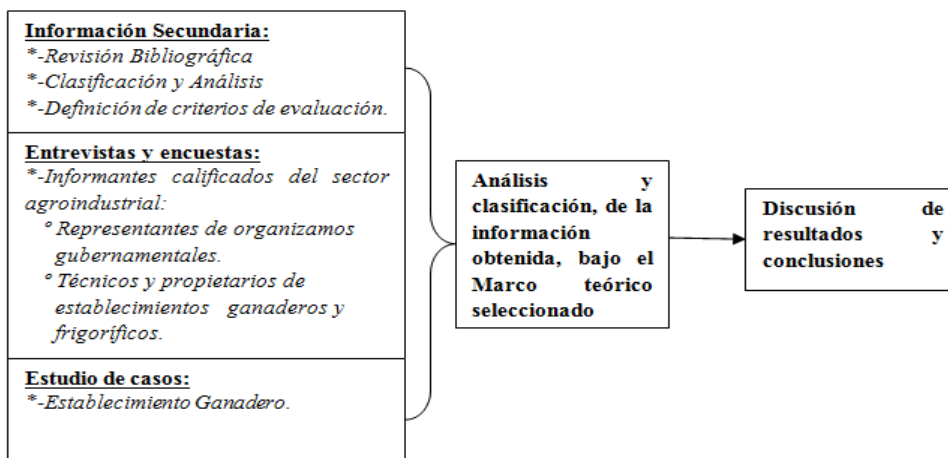 Información Secundaria:
*-Revisión Bibliográfica
*-Clasificación y Análisis
*-Definición de criterios de evaluación.
Entrevistas y encuestas:
*-Informantes calificados del sector
agroindustrial:
° Representantes de organizamos
gubernamentales.
° Técnicos y propietarios de
establecimientos ganaderos y
frigoríficos.
Estudio de casos:
*-Establecimiento Ganadero.
Análisis y
clasificación, de la
información
obtenida, bajo el
Marco teórico
seleccionado
Discusión de
resultados y
conclusiones